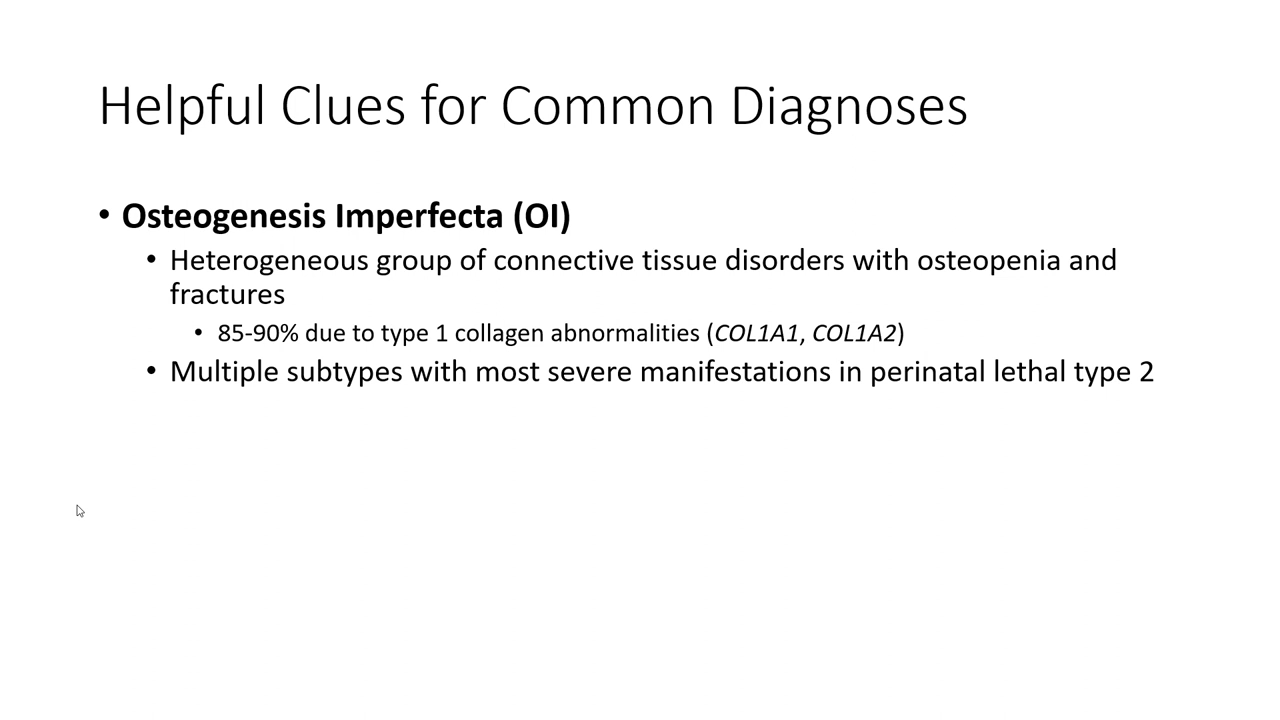 Helpful Clues for Common Diagnoses
• Osteogenesis Imperfecta (OI)
• Heterogeneous group of connective tissue disorders with osteopenia and
fractures
• 85-90% due to type 1 collagen abnormalities (COL1A1, COL1A2)
• Multiple subtypes with most severe manifestations in perinatal lethal type 2